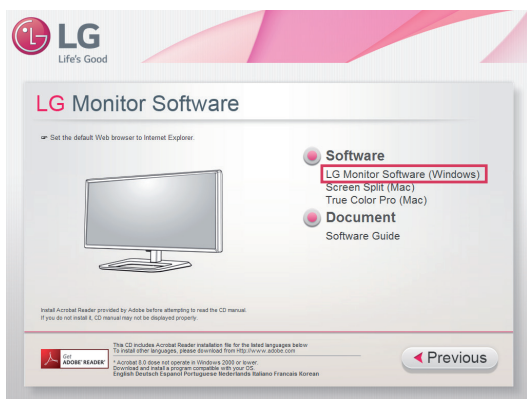 LG
Life's Good
LG Monitor Software
☞ Set the default Web browser to Internet Explorer.
Software
LG Monitor Software (Windows)
Screen Split (Mac)
True Color Pro (Mac)
Document
Software Guide
Install Acrobat Reader provided by Adobe before attempting to read the CD manual.
If you do not install it, CD manual may not be displayed properly.
Get
ADOBE® READER®
This CD includes Acrobat Reader installation file for the listed languages below
To install other languages, please download from http://www.adobe.com
* Acrobat 8.0 dose not operate in Windows 2000 or lower.
Download and install a program compatible with your OS.
English Deutsch Espanol Portuguese Nederlands Italiano Francais Korean
Previous